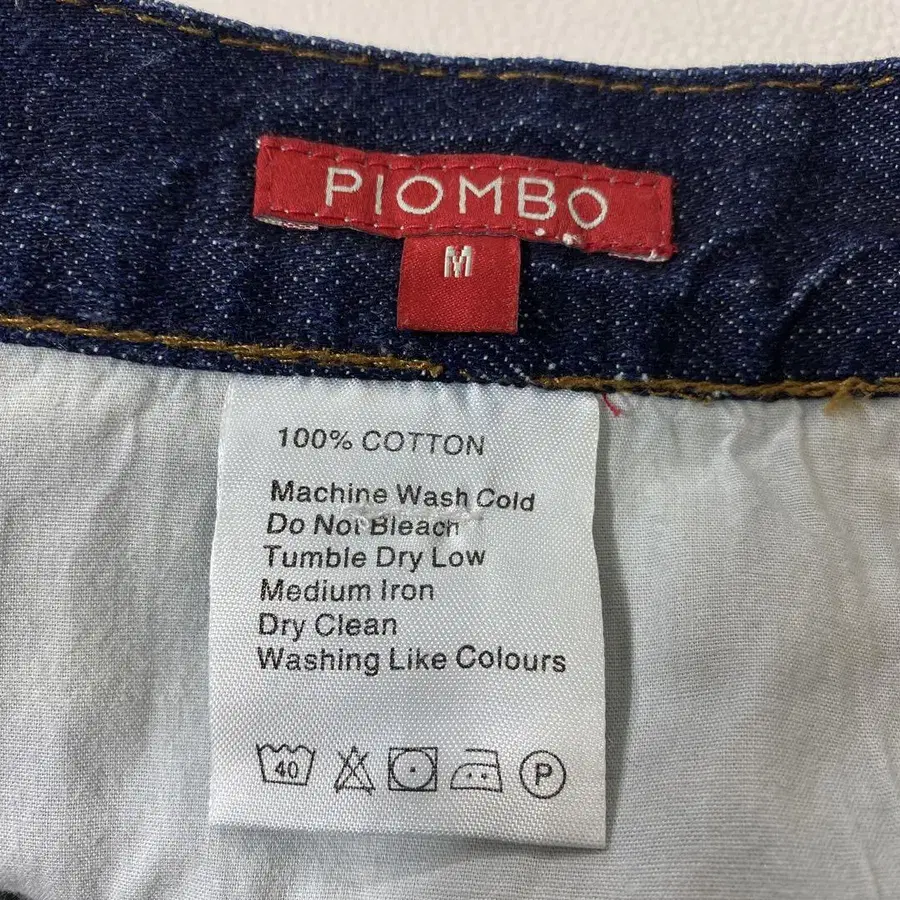 PIOMBO
M
100% COTTON
Machine Wash Cold
Do Not Bleach
Tumble Dry Low
Medium Iron
Dry Clean
Washing Like Colours
40
P